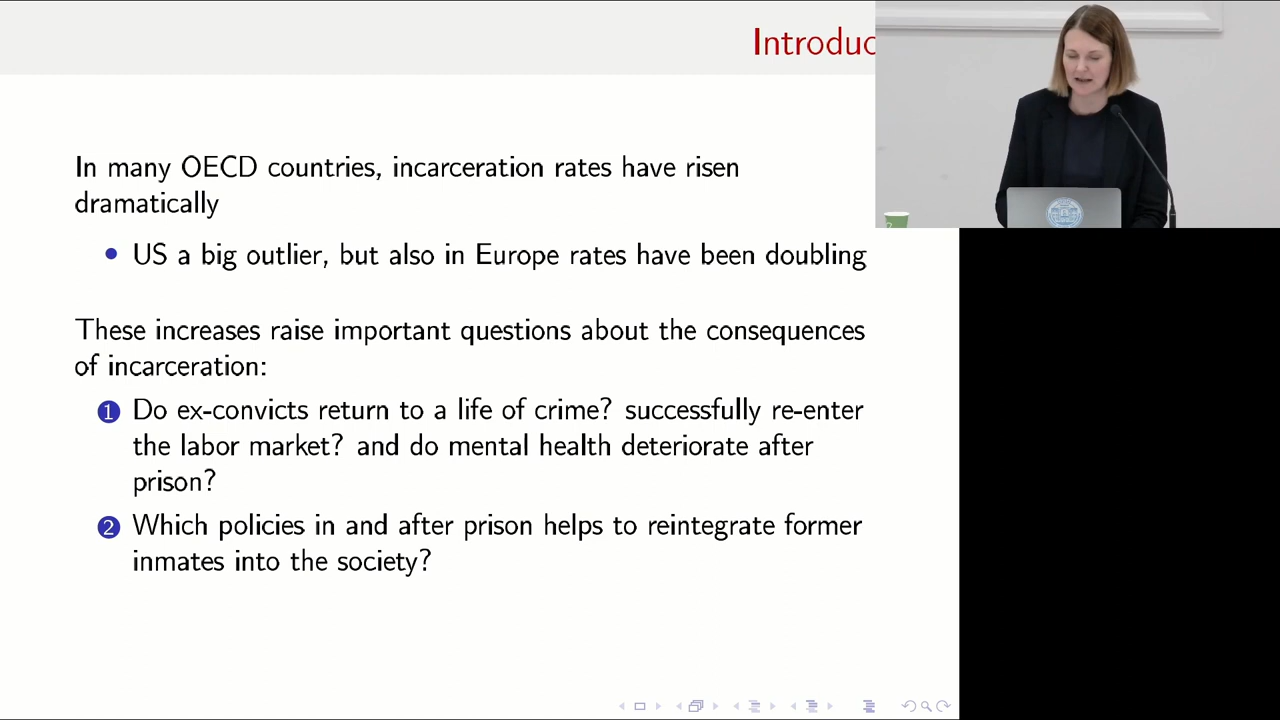 Introduc
In many OECD countries, incarceration rates have risen
dramatically
• US a big outlier, but also in Europe rates have been doubling
These increases raise important questions about the consequences
of incarceration:
1 Do ex-convicts return to a life of crime? successfully re-enter
the labor market? and do mental health deteriorate after
prison?
2 Which policies in and after prison helps to reintegrate former
inmates into the society?